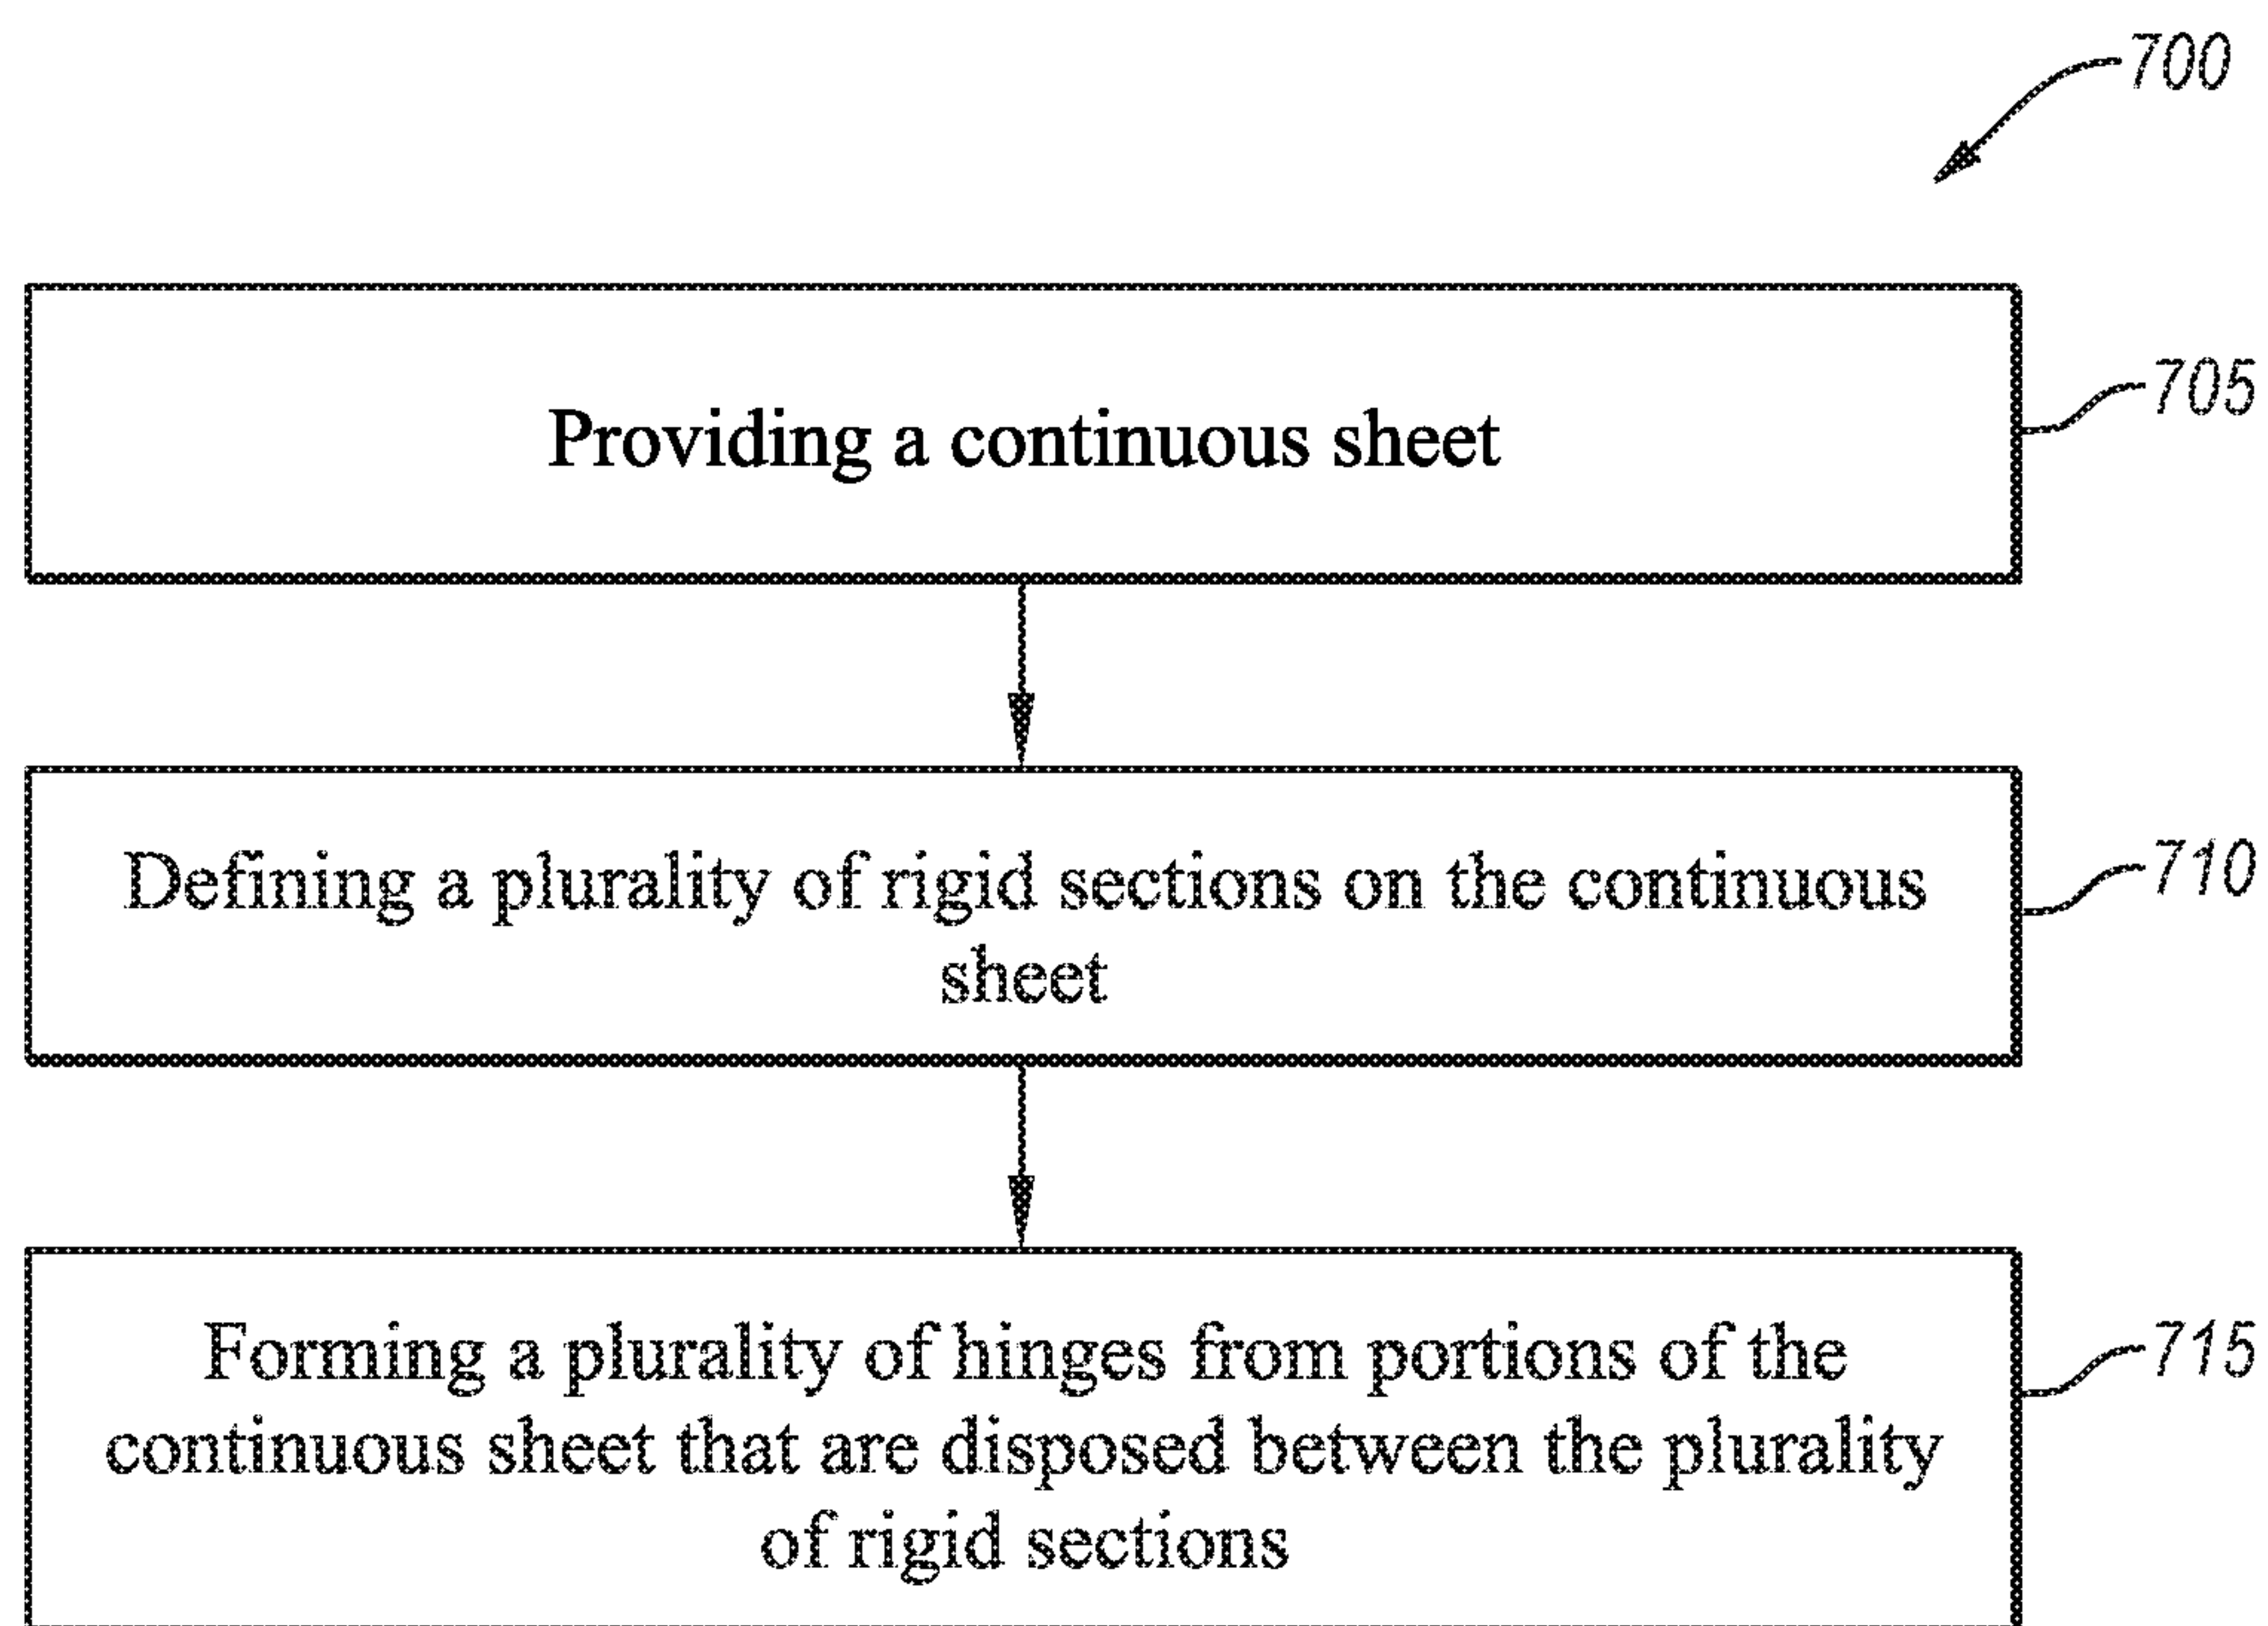 700
Providing a continuous sheet
705
Defining a plurality of rigid sections on the continuous
sheet
710
Forming a plurality of hinges from portions of the
continuous sheet that are disposed between the plurality
of rigid sections
715